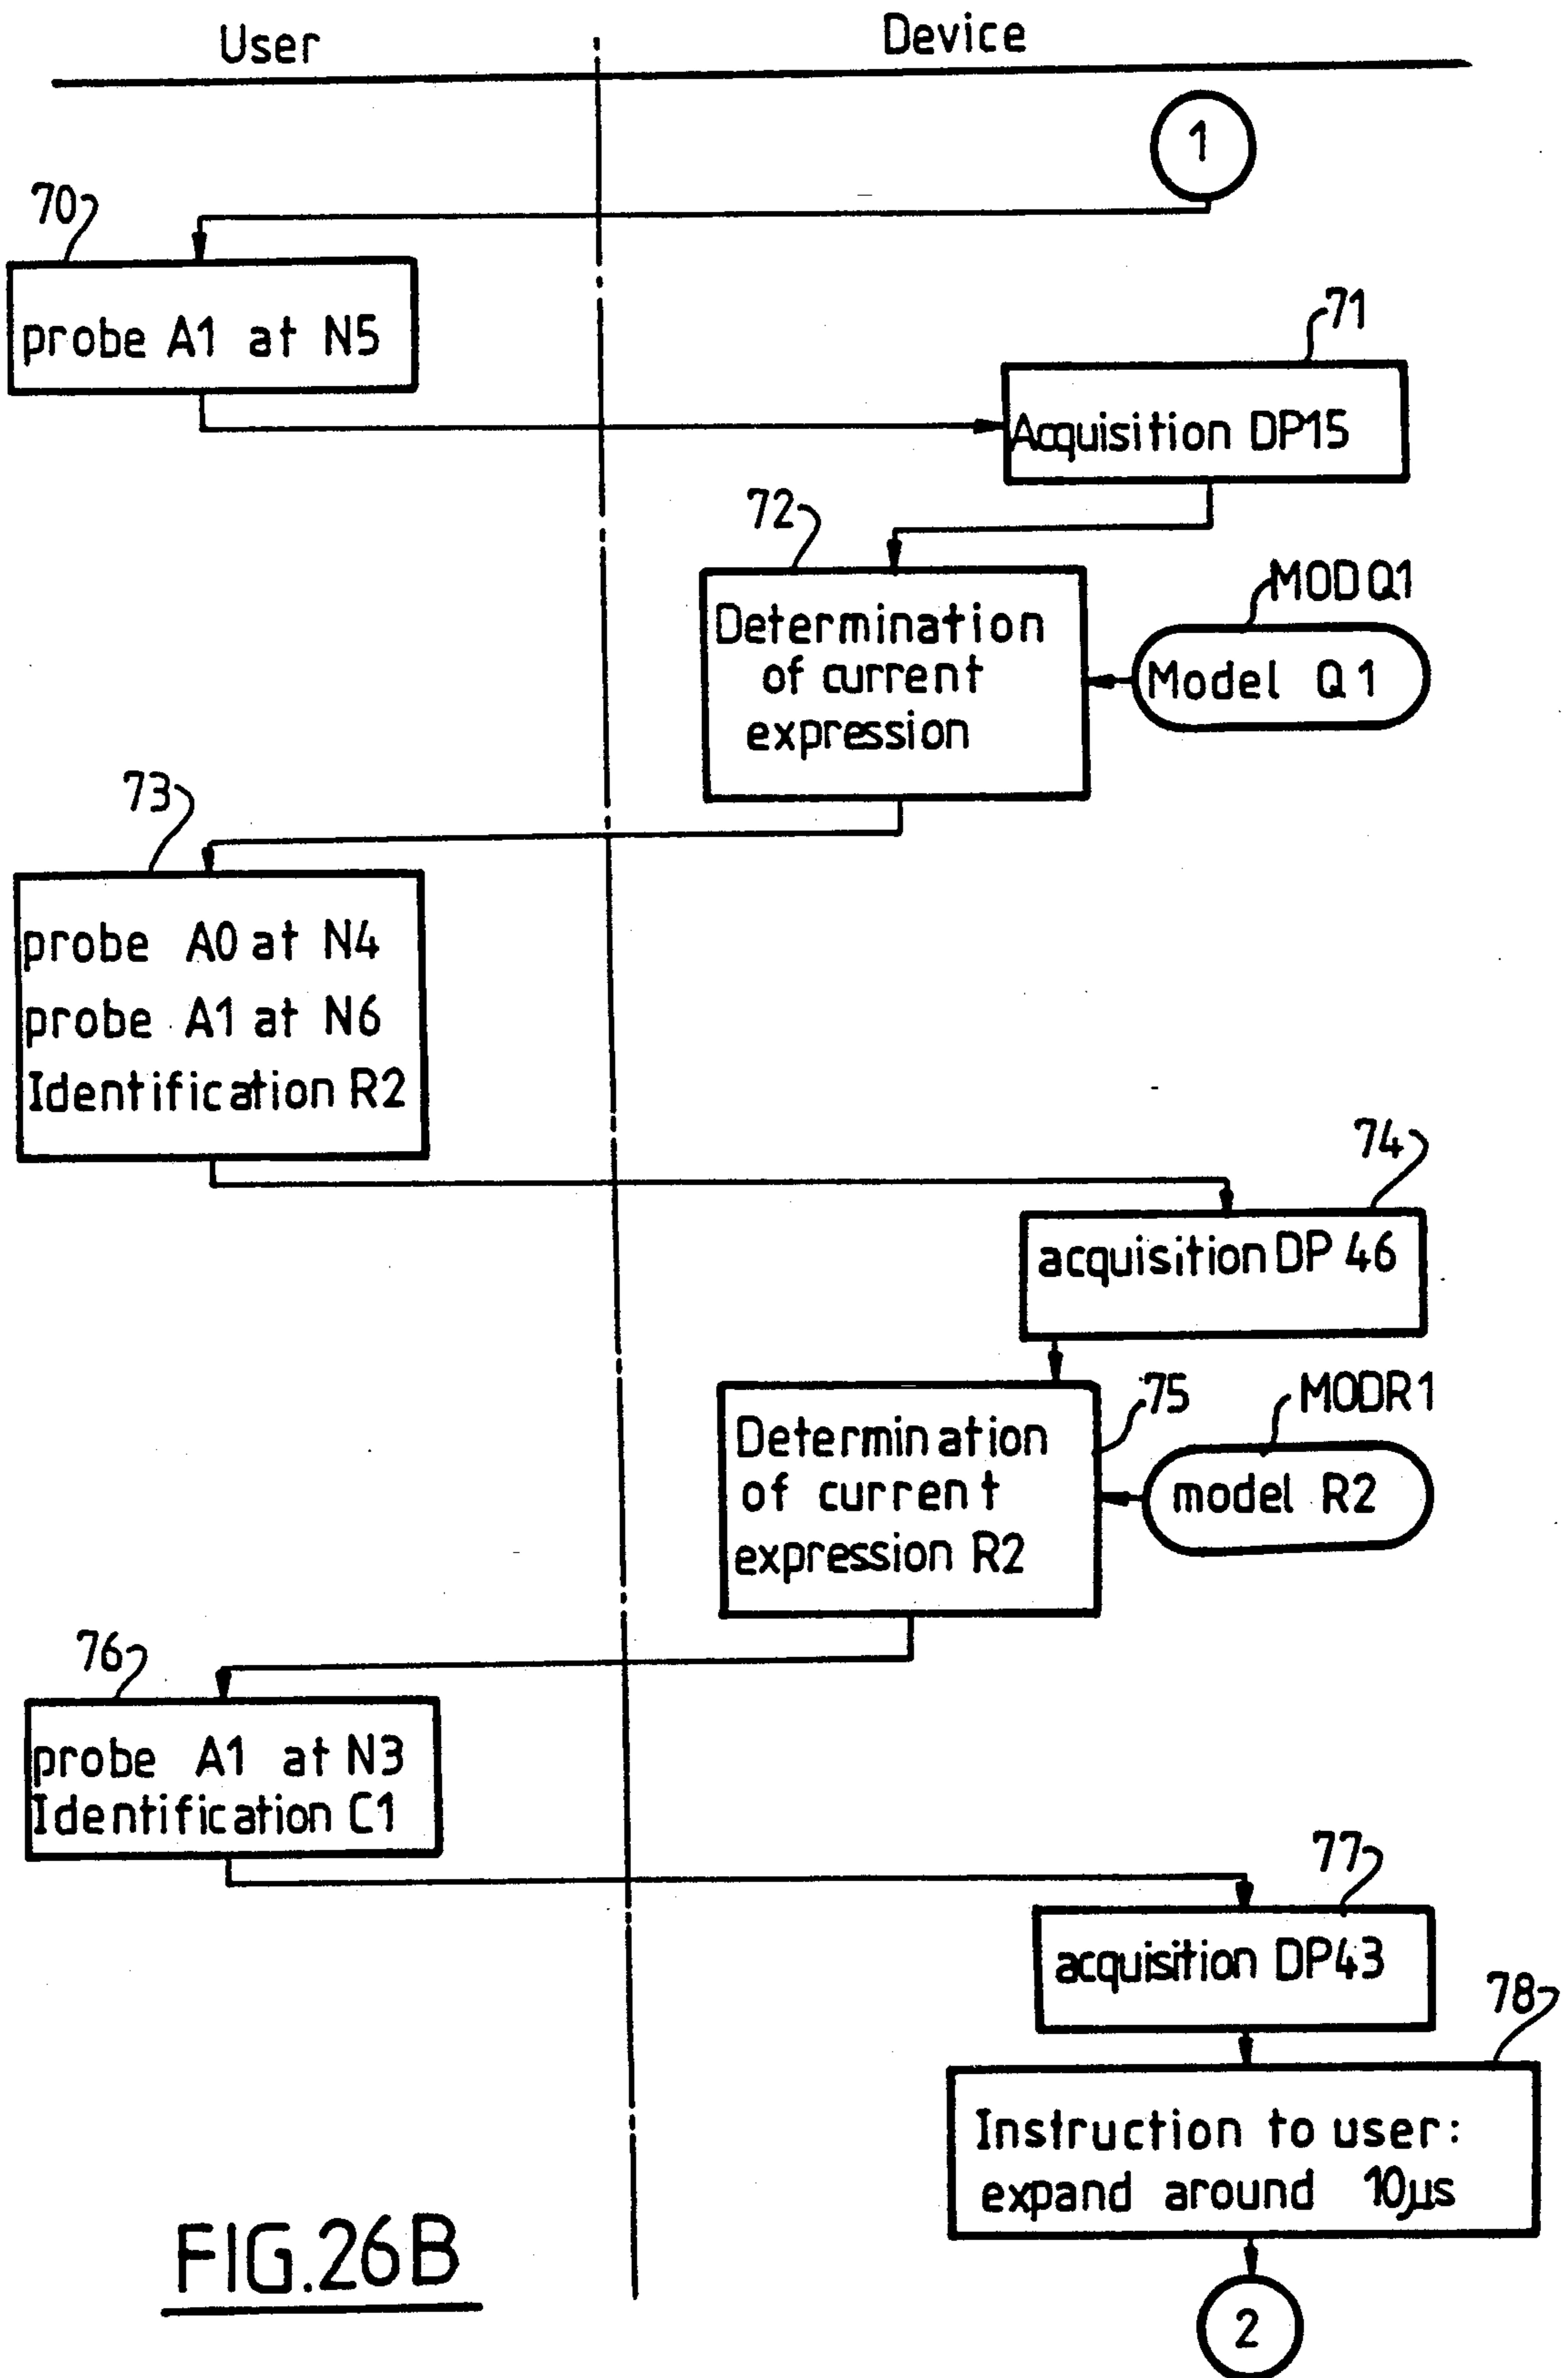 User
Device
1
70
probe A1 at N5
71
Acquisition DP15
72
Determination
of current
expression
MODQ1
Model Q1
73
probe A0 at N4
probe A1 at N6
Identification R2
74
acquisition DP 46
75
Determination
of current
expression R2
MODR1
model R2
76
probe A1 at N3
Identification C1
77
acquisition DP43
78
Instruction to user:
expand around 10µs
2
FIG.26B